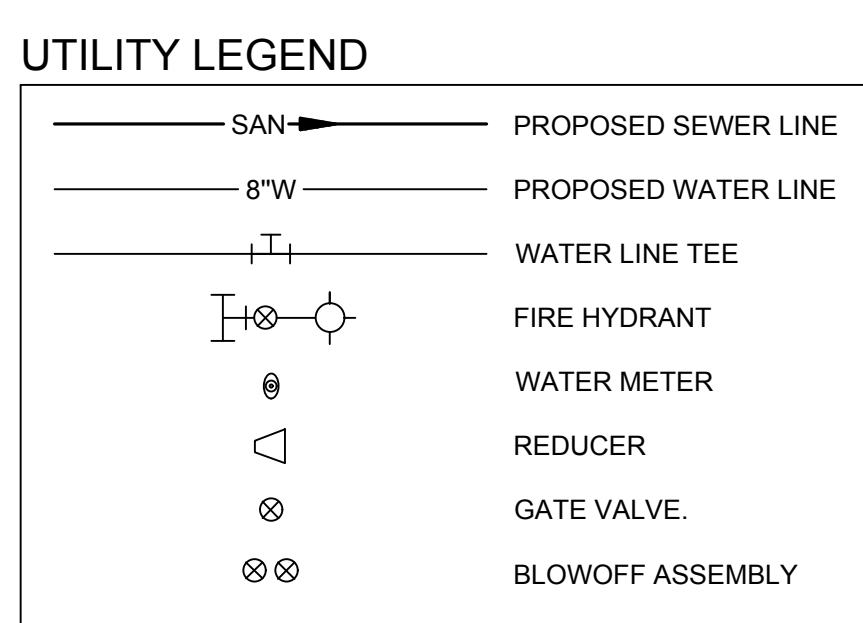 UTILITY LEGEND
SAN PROPOSED SEWER LINE
8"W PROPOSED WATER LINE
WATER LINE TEE
FIRE HYDRANT
WATER METER
REDUCER
GATE VALVE.
BLOWOFF ASSEMBLY